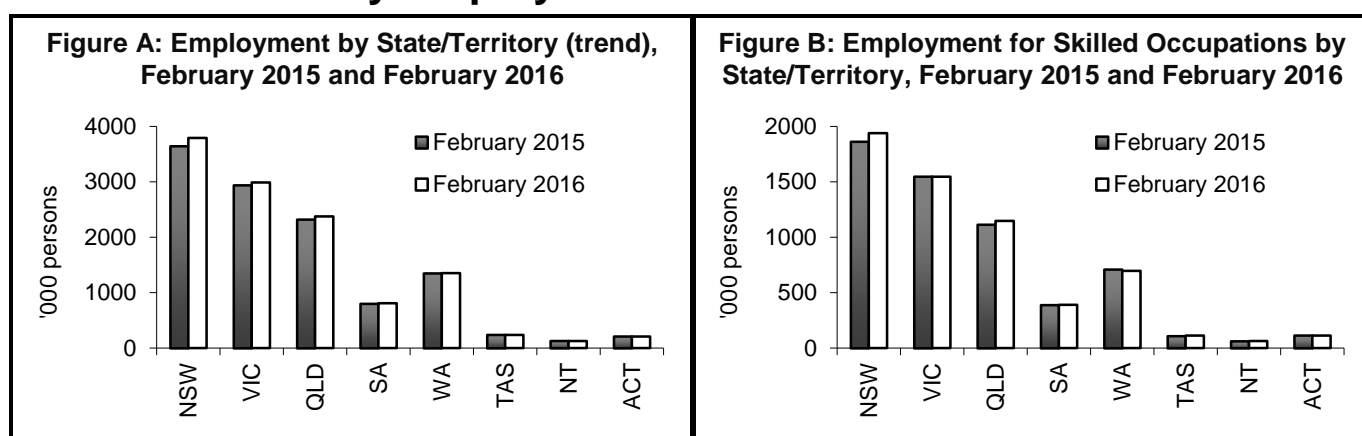 Figure A: Employment by State/Territory (trend),
February 2015 and February 2016
4000
3000
2000
1000
0
'000 persons
February 2015
February 2016
NSW
VIC
QLD
SA
WA
TAS
NT
ACT
Figure B: Employment for Skilled Occupations by
State/Territory, February 2015 and February 2016
2000
1500
1000
500
0
'000 persons
February 2015
February 2016
NSW
VIC
QLD
SA
WA
TAS
NT
ACT